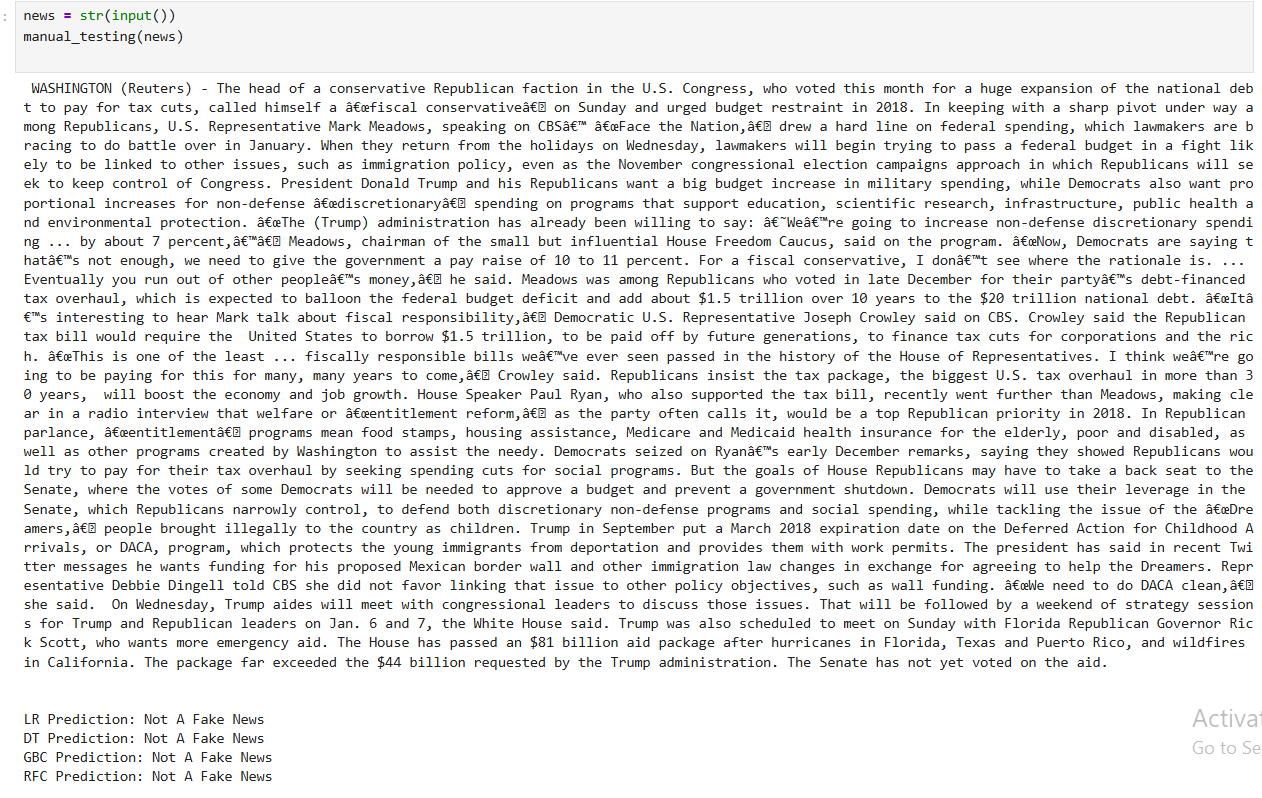 :
news = str(input())
manual_testing(news)
WASHINGTON (Reuters) - The head of a conservative Republican faction in the U.S. Congress, who voted this month for a huge expansion of the national deb
t to pay for tax cuts, called himself a â€œfiscal conservativeâ€ on Sunday and urged budget restraint in 2018. In keeping with a sharp pivot under way a
mong Republicans, U.S. Representative Mark Meadows, speaking on CBSâ€™ â€œFace the Nation,â€ drew a hard line on federal spending, which lawmakers are b
racing to do battle over in January. When they return from the holidays on Wednesday, lawmakers will begin trying to pass a federal budget in a fight lik
ely to be linked to other issues, such as immigration policy, even as the November congressional election campaigns approach in which Republicans will se
ek to keep control of Congress. President Donald Trump and his Republicans want a big budget increase in military spending, while Democrats also want pro
portional increases for non-defense â€œdiscretionaryâ€ spending on programs that support education, scientific research, infrastructure, public health a
nd environmental protection. â€œThe (Trump) administration has already been willing to say: â€˜Weâ€™re going to increase non-defense discretionary spendi
ng ... by about 7 percent,â€™â€ Meadows, chairman of the small but influential House Freedom Caucus, said on the program. â€œNow, Democrats are saying t
hatâ€™s not enough, we need to give the government a pay raise of 10 to 11 percent. For a fiscal conservative, I donâ€™t see where the rationale is. ...
Eventually you run out of other peopleâ€™s money,â€ he said. Meadows was among Republicans who voted in late December for their partyâ€™s debt-financed
tax overhaul, which is expected to balloon the federal budget deficit and add about $1.5 trillion over 10 years to the $20 trillion national debt. â€œItâ
€™s interesting to hear Mark talk about fiscal responsibility,â€ Democratic U.S. Representative Joseph Crowley said on CBS. Crowley said the Republican
tax bill would require the  United States to borrow $1.5 trillion, to be paid off by future generations, to finance tax cuts for corporations and the ric
h. â€œThis is one of the least ... fiscally responsible bills weâ€™ve ever seen passed in the history of the House of Representatives. I think weâ€™re go
ing to be paying for this for many, many years to come,â€ Crowley said. Republicans insist the tax package, the biggest U.S. tax overhaul in more than 3
0 years,  will boost the economy and job growth. House Speaker Paul Ryan, who also supported the tax bill, recently went further than Meadows, making cle
ar in a radio interview that welfare or â€œentitlement reform,â€ as the party often calls it, would be a top Republican priority in 2018. In Republican
parlance, â€œentitlementâ€ programs mean food stamps, housing assistance, Medicare and Medicaid health insurance for the elderly, poor and disabled, as
well as other programs created by Washington to assist the needy. Democrats seized on Ryanâ€™s early December remarks, saying they showed Republicans wou
ld try to pay for their tax overhaul by seeking spending cuts for social programs. But the goals of House Republicans may have to take a back seat to the
Senate, where the votes of some Democrats will be needed to approve a budget and prevent a government shutdown. Democrats will use their leverage in the
Senate, which Republicans narrowly control, to defend both discretionary non-defense programs and social spending, while tackling the issue of the â€œDre
amers,â€ people brought illegally to the country as children. Trump in September put a March 2018 expiration date on the Deferred Action for Childhood A
rrivals, or DACA, program, which protects the young immigrants from deportation and provides them with work permits. The president has said in recent Twi
tter messages he wants funding for his proposed Mexican border wall and other immigration law changes in exchange for agreeing to help the Dreamers. Repr
esentative Debbie Dingell told CBS she did not favor linking that issue to other policy objectives, such as wall funding. â€œWe need to do DACA clean,â€
she said.  On Wednesday, Trump aides will meet with congressional leaders to discuss those issues. That will be followed by a weekend of strategy session
s for Trump and Republican leaders on Jan. 6 and 7, the White House said. Trump was also scheduled to meet on Sunday with Florida Republican Governor Ric
k Scott, who wants more emergency aid. The House has passed an $81 billion aid package after hurricanes in Florida, Texas and Puerto Rico, and wildfires
in California. The package far exceeded the $44 billion requested by the Trump administration. The Senate has not yet voted on the aid.
LR Prediction: Not A Fake News
DT Prediction: Not A Fake News
GBC Prediction: Not A Fake News
RFC Prediction: Not A Fake News
Activat
Go to Se